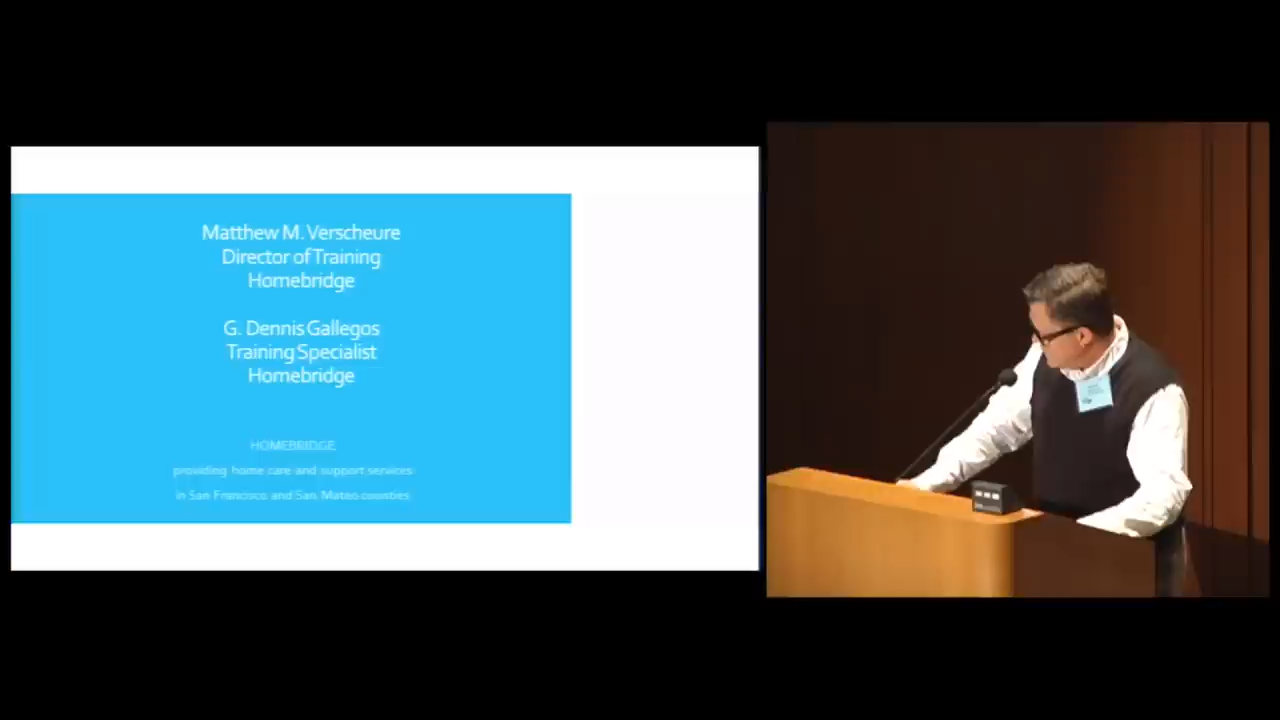 Matthew M. Verscheure
Director of Training
Homebridge
G. Dennis Gallegos
Training Specialist
Homebridge
HOMEBRIDGE
providing home care and support services
in San Francisco and San Mateo counties